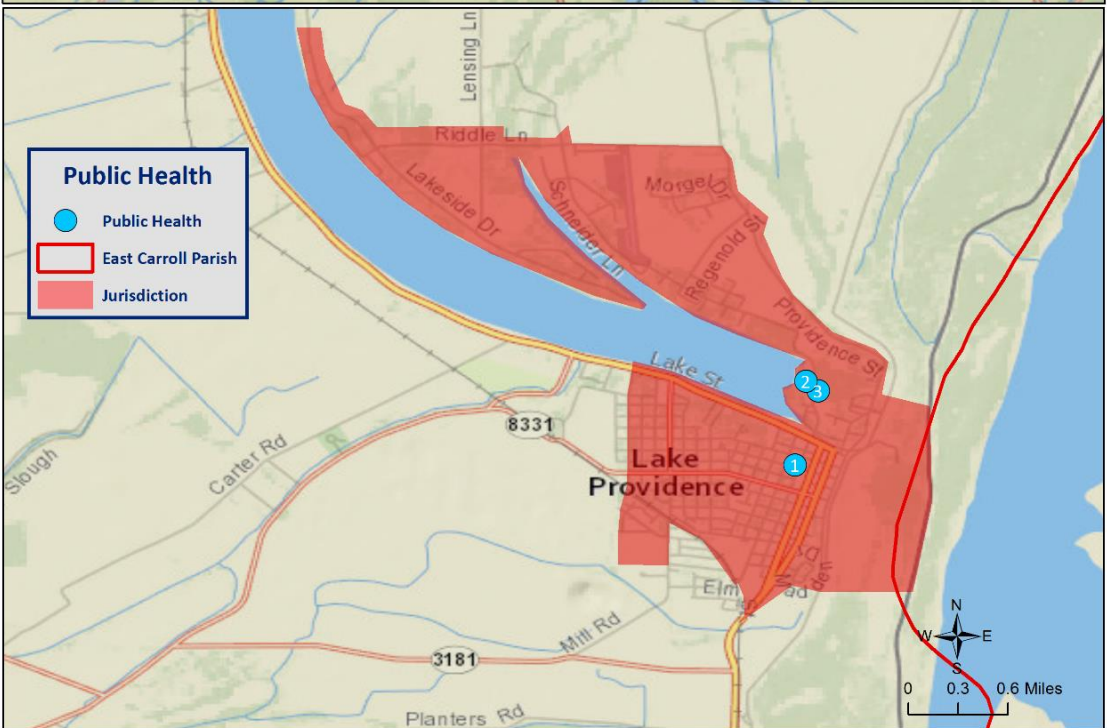 Lensing Ln
Riddle Ln
Public Health
Public Health
East Carroll Parish
Jurisdiction
Lakeside Dr
Schneider Ln
Morgel Dr
Regenold St
Providence St
Lake St
2
3
8331
Carter Rd
Slough
Lake
Providence
1
Elm
Madden
Mill Rd
3181
Planters Rd
N
W
E
S
0 0.3 0.6 Miles